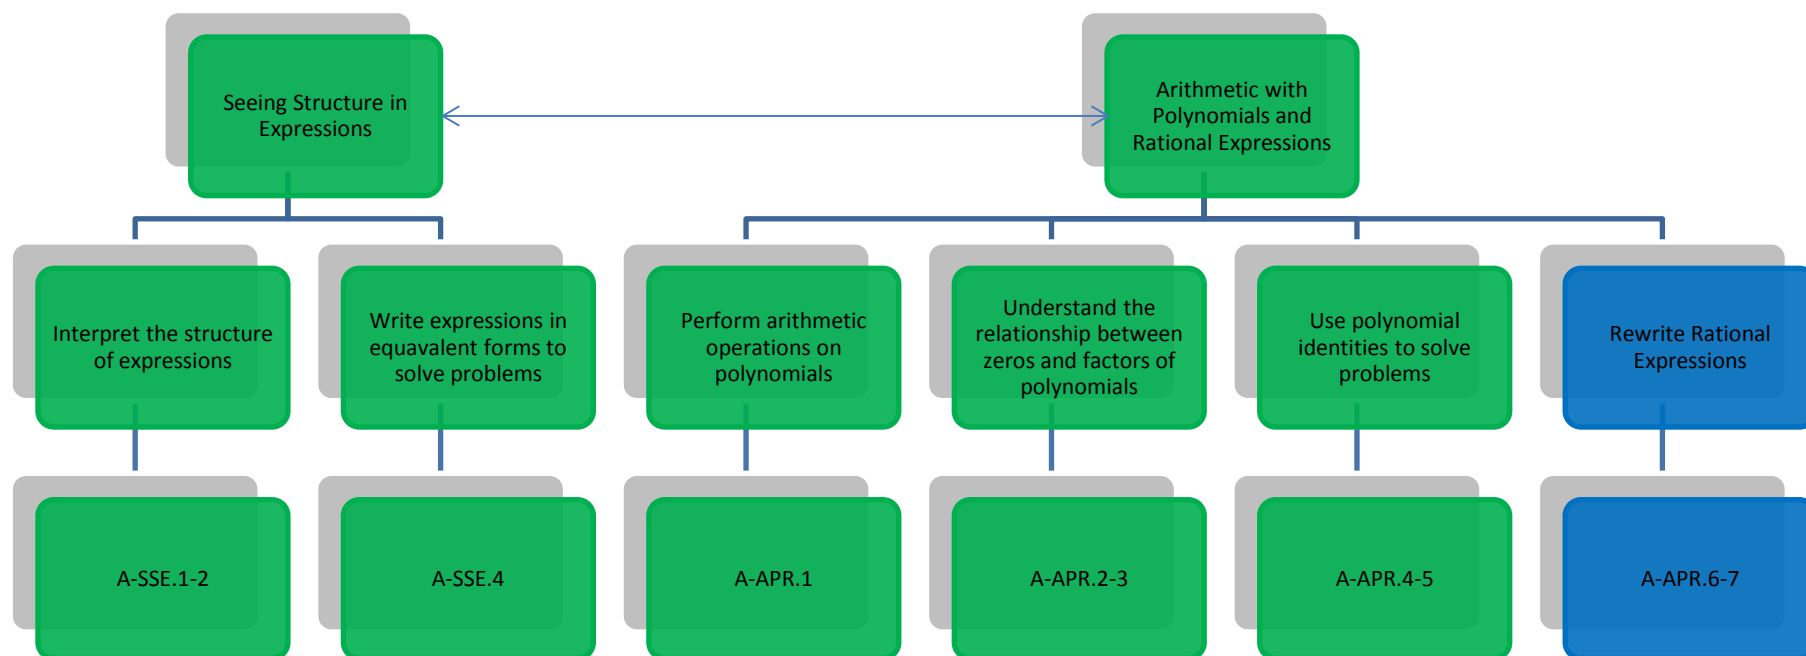 Seeing Structure in
Expressions
Arithmetic with
Polynomials and
Rational Expressions
Interpret the structure
of expressions
Write expressions in
equavalent forms to
solve problems
Perform arithmetic
operations on
polynomials
Understand the
relationship between
zeros and factors of
polynomials
Use polynomial
identities to solve
problems
Rewrite Rational
Expressions
A-SSE.1-2
A-SSE.4
A-APR.1
A-APR.2-3
A-APR.4-5
A-APR.6-7